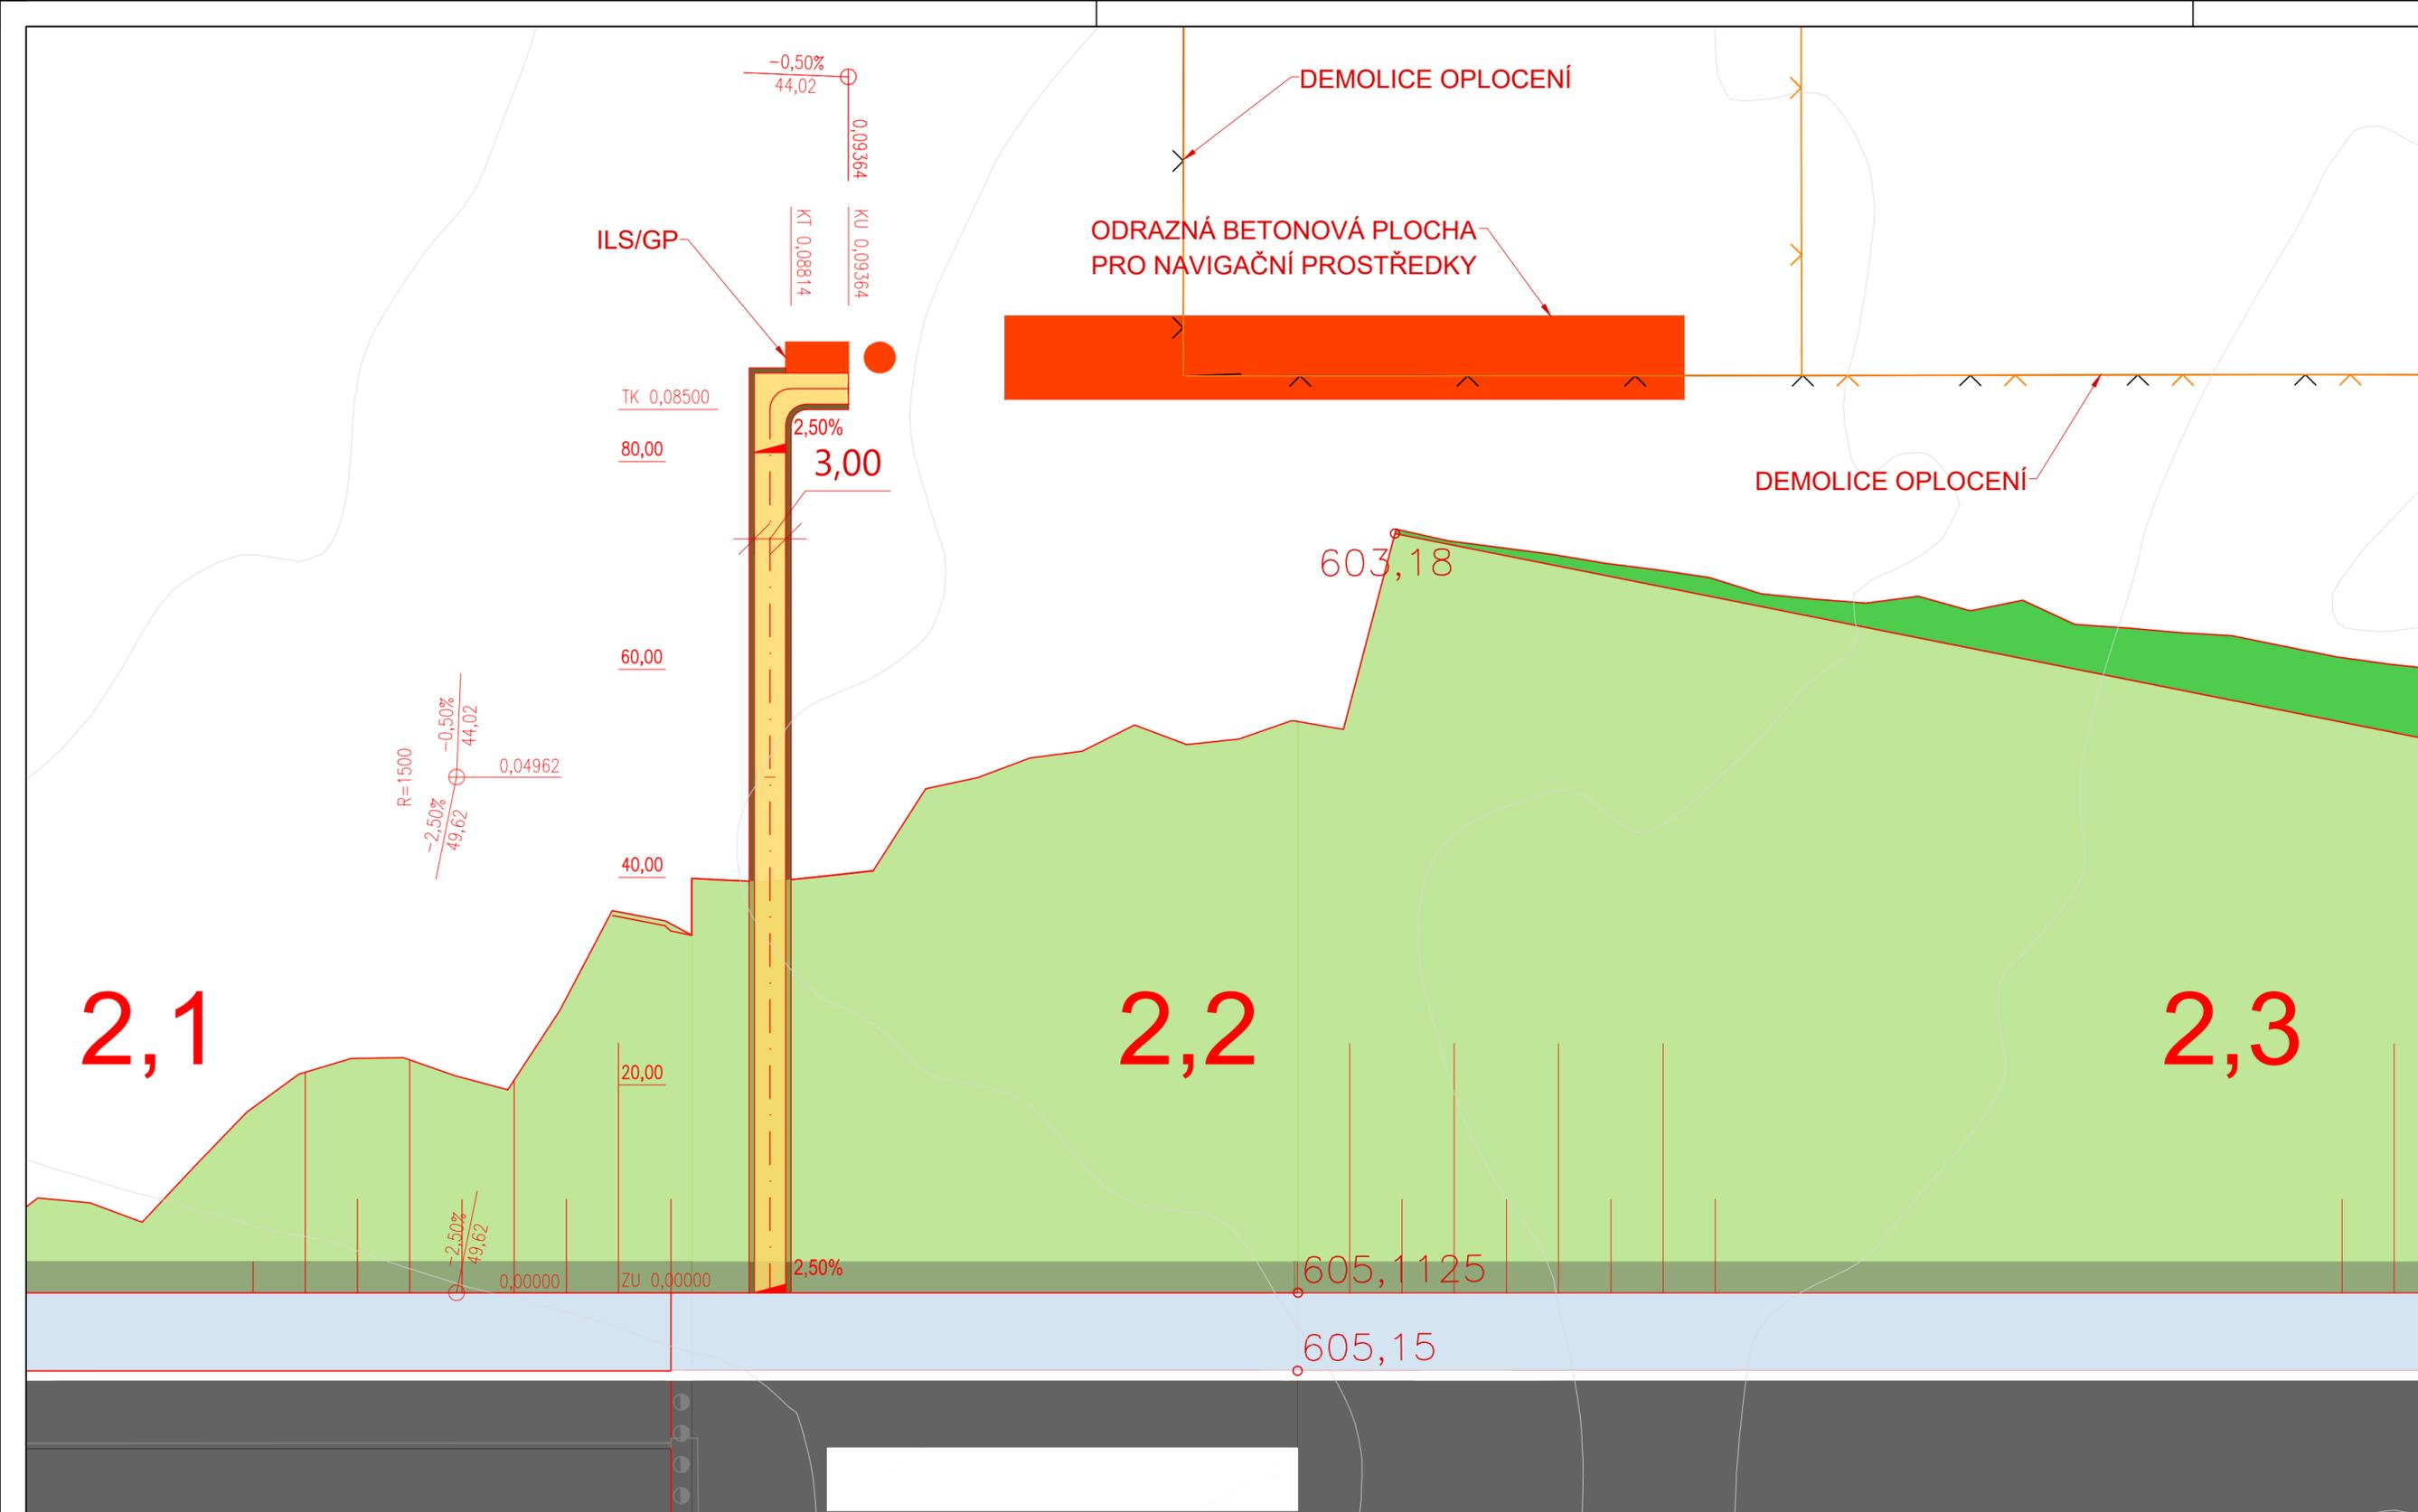 -0,50%
44,02
0,09364
DEMOLICE OPLOCENÍ
KT 0,08814
KU 0,09364
ILS/GP
ODRAZNÁ BETONOVÁ PLOCHA
PRO NAVIGAČNÍ PROSTŘEDKY
TK 0,08500
2,50%
80,00
3,00
DEMOLICE OPLOCENÍ
603,18
60,00
-0,50%
44,02
R=1500
0,04962
-2,50%
49,62
40,00
2,1
2,2
2,3
20,00
-2,50%
49,62
0,00000
ZU 0,00000
2,50%
605,1125
605,15